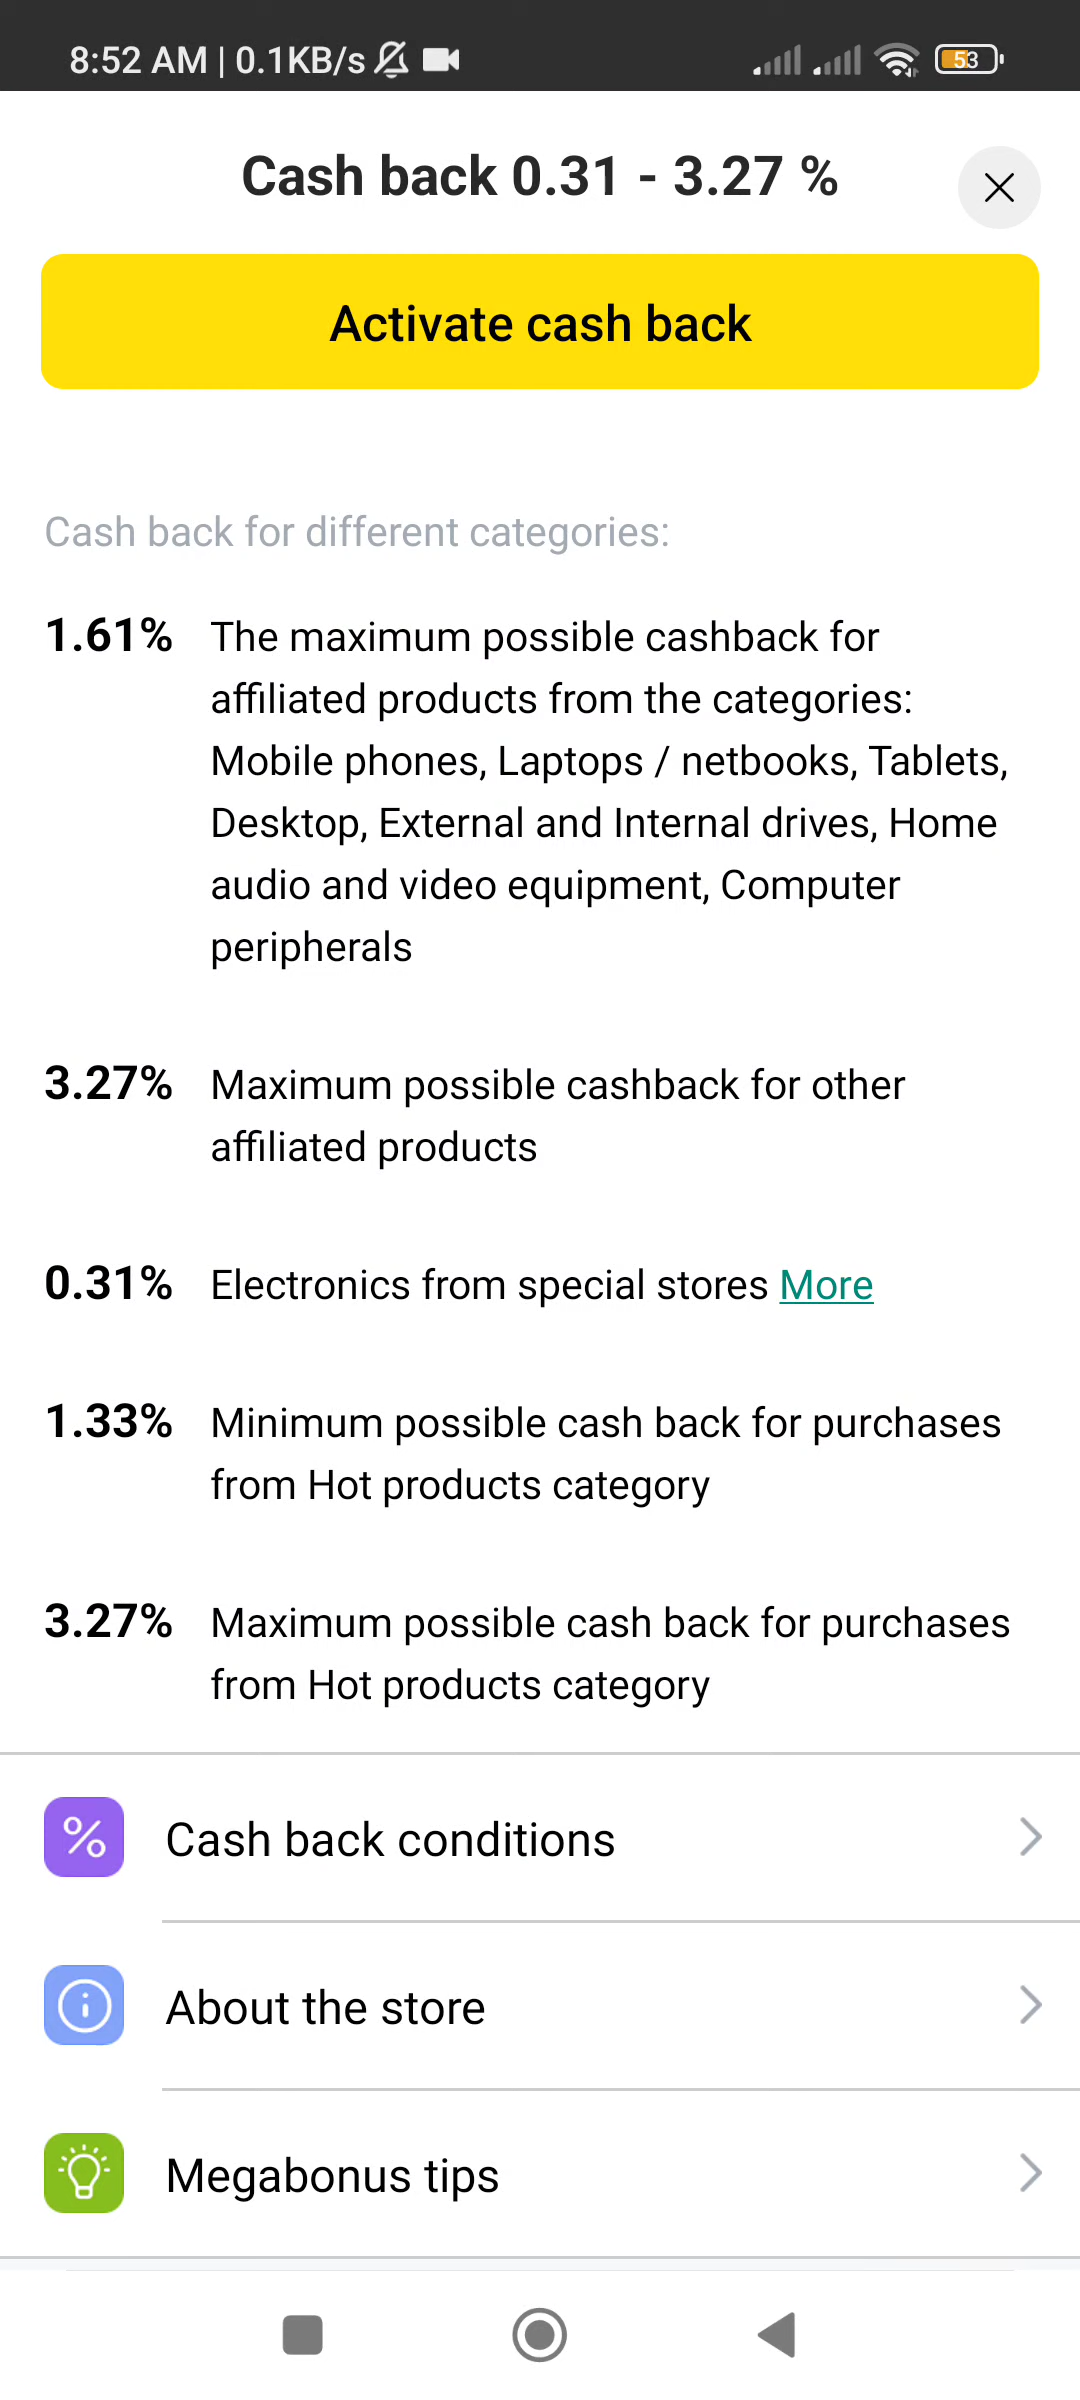 8:52 AM | 0.1KB/s 53
Cash back 0.31 - 3.27 %
Activate cash back
Cash back for different categories:
1.61% The maximum possible cashback for
affiliated products from the categories:
Mobile phones, Laptops / netbooks, Tablets,
Desktop, External and Internal drives, Home
audio and video equipment, Computer
peripherals
3.27% Maximum possible cashback for other
affiliated products
0.31% Electronics from special stores More
1.33% Minimum possible cash back for purchases
from Hot products category
3.27% Maximum possible cash back for purchases
from Hot products category
% Cash back conditions
About the store
Megabonus tips